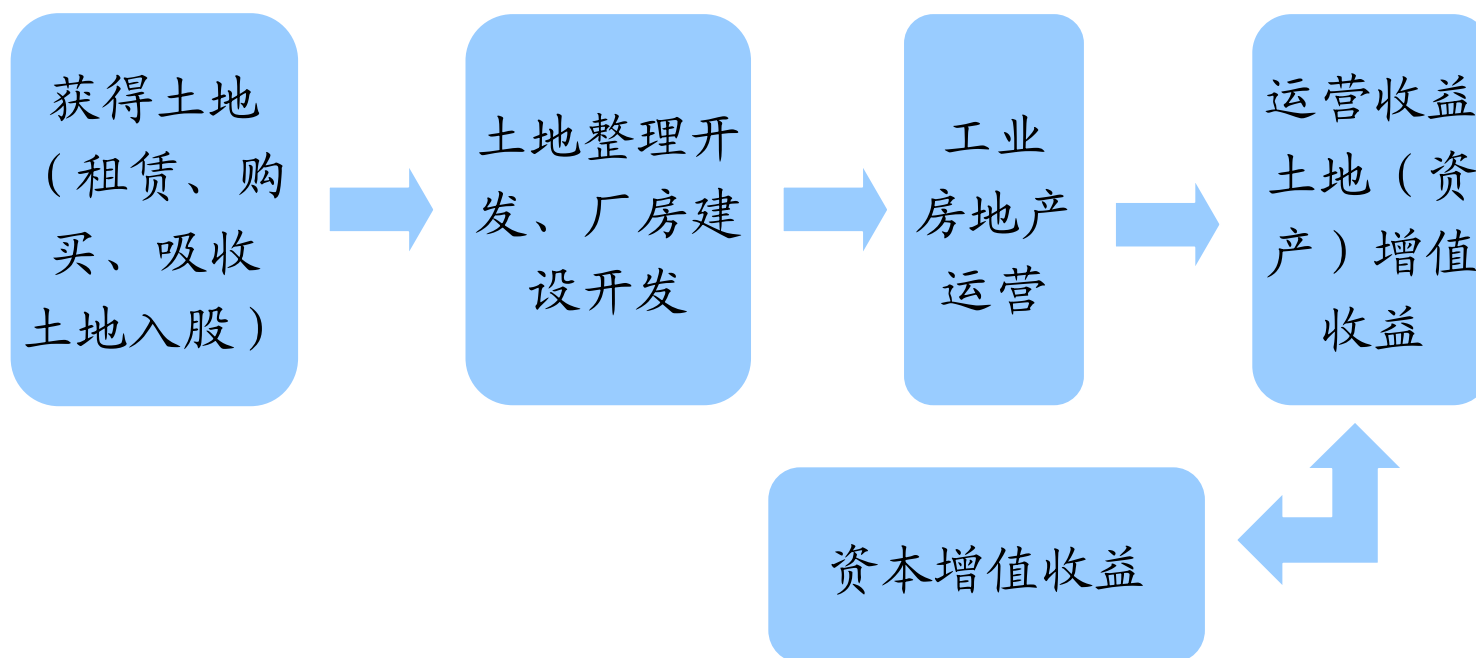 获得土地
（租赁、购
买、吸收
土地入股）
土地整理开
发、厂房建
设开发
工业
房地产
运营
运营收益
土地（资
产）增值
收益
资本增值收益